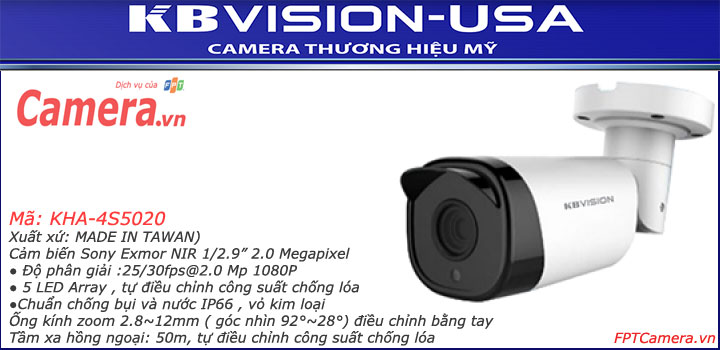 KBVISION-USA
CAMERA THƯƠNG HIỆU MỸ
Dịch vụ của FPT
Camera.vn
KBVISION
Mã: KHA-4S5020
Xuất xứ: MADE IN TAWAN)
Cảm biến Sony Exmor NIR 1/2.9” 2.0 Megapixel
● Độ phân giải :25/30fps@2.0 Mp 1080P
● 5 LED Array , tự điều chỉnh công suất chống lóa
●Chuẩn chống bụi và nước IP66 , vỏ kim loại
Ống kính zoom 2.8~12mm ( góc nhìn 92°~28°) điều chỉnh bằng tay
Tầm xa hồng ngoại: 50m, tự điều chỉnh công suất chống lóa
FPTCamera.vn